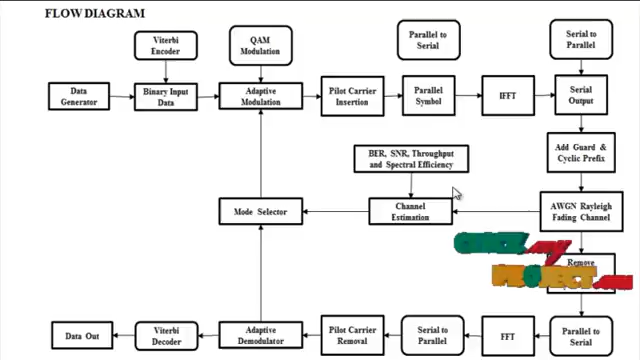 FLOW DIAGRAM
Viterbi
Encoder
QAM
Modulation
Parallel to
Serial
Serial to
Parallel
Data
Generator
Binary Input
Data
Adaptive
Modulation
Pilot Carrier
Insertion
Parallel
Symbol
IFFT
Serial
Output
Add Guard &
Cyclic Prefix
BER, SNR, Throughput
and Spectral Efficiency
Mode Selector
Channel
Estimation
AWGN Rayleigh
Fading Channel
Remove
Data Out
Viterbi
Decoder
Adaptive
Demodulator
Pilot Carrier
Removal
Serial to
Parallel
FFT
Parallel to
Serial